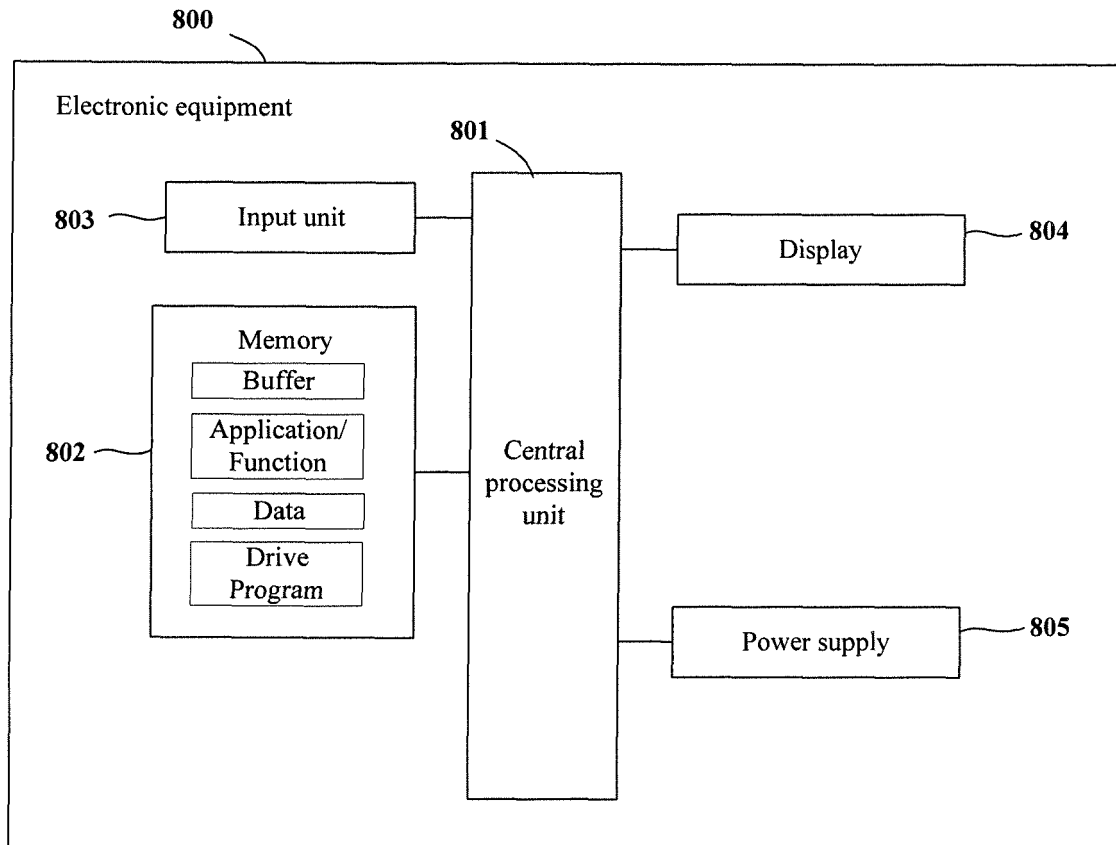 800
Electronic equipment
801
803
Input unit
Display
804
Memory
Buffer
Application/
Function
802
Data
Drive
Program
Central
processing
unit
Power supply
805